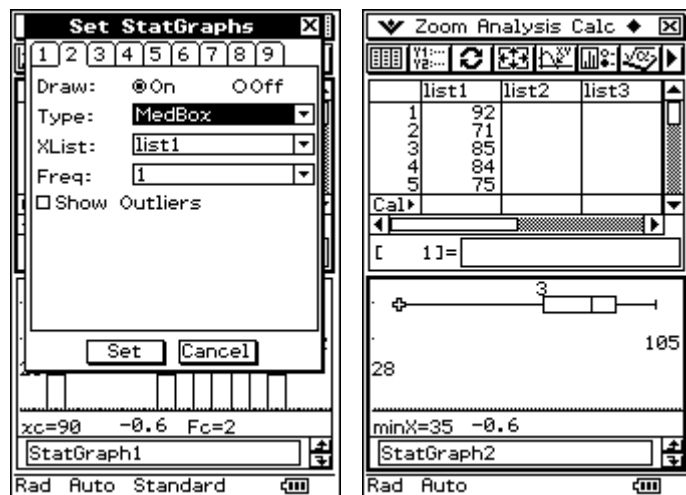 Set StatGraphs
1 2 3 4 5 6 7 8 9
Draw: On Off
Type: MedBox
XList: list1
Freq: 1
Show Outliers
Set Cancel
xc=90 -0.6 Fc=2
StatGraph1
Rad Auto Standard
Zoom Analysis Calc
list1 list2 list3
1 92
2 71
3 85
4 84
5 75
Cal
[ 1]=
3
105
28
minX=35 -0.6
StatGraph2
Rad Auto